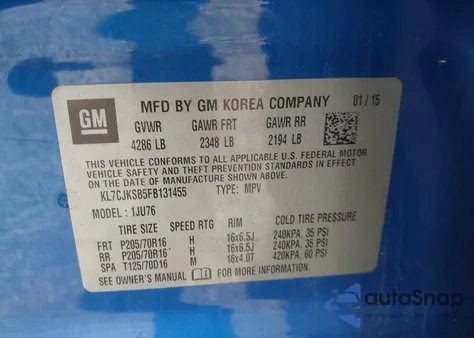 GM
MFD BY GM KOREA COMPANY 01/15
GVWR GAWR FRT GAWR RR
4286 LB 2348 LB 2194 LB
THIS VEHICLE CONFORMS TO ALL APPLICABLE U.S. FEDERAL MOTOR
VEHICLE SAFETY AND THEFT PREVENTION STANDARDS IN EFFECT ON THE
DATE OF MANUFACTURE SHOWN ABOVE.
KL7CJKSB5FB131455 TYPE: MPV
MODEL: 1JU76
TIRE SIZE SPEED RTG RIM COLD TIRE PRESSURE
FRT P205/70R16 H 16x6.5J 240KPA, 35 PSI
RR P205/70R16 H 16x6.5J 240KPA, 35 PSI
SPA T125/70D16 M 16x4.0T 420KPA, 60 PSI
SEE OWNER'S MANUAL FOR MORE INFORMATION
autoSnap